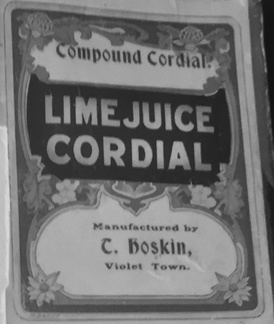 Compound Cordial.
LIMEJUICE
CORDIAL
Manufactured by
T. Hoskin,
Violet Town.